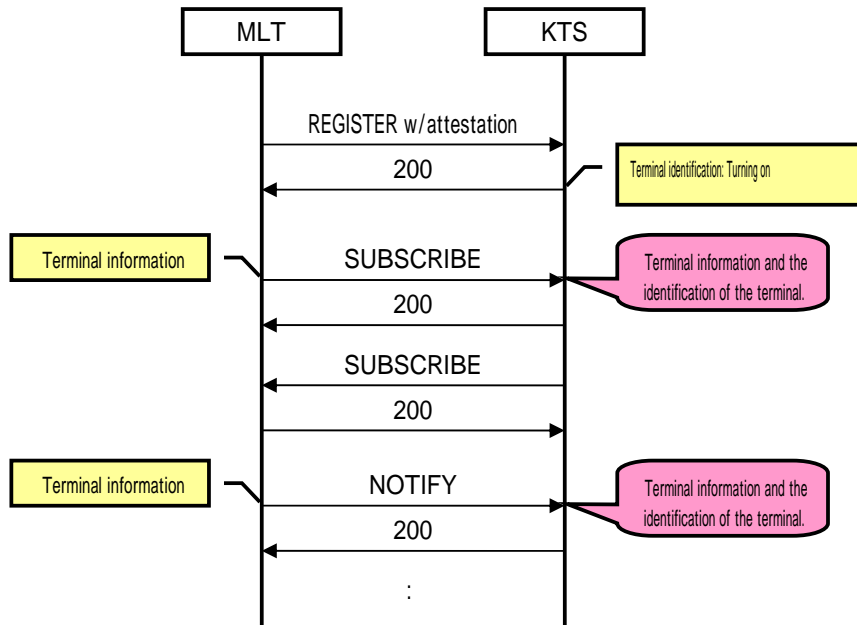 MLT
KTS
REGISTER w/attestation
200
Terminal identification: Turning on
Terminal information
SUBSCRIBE
Terminal information and the
identification of the terminal.
200
SUBSCRIBE
200
Terminal information
NOTIFY
Terminal information and the
identification of the terminal.
200
: